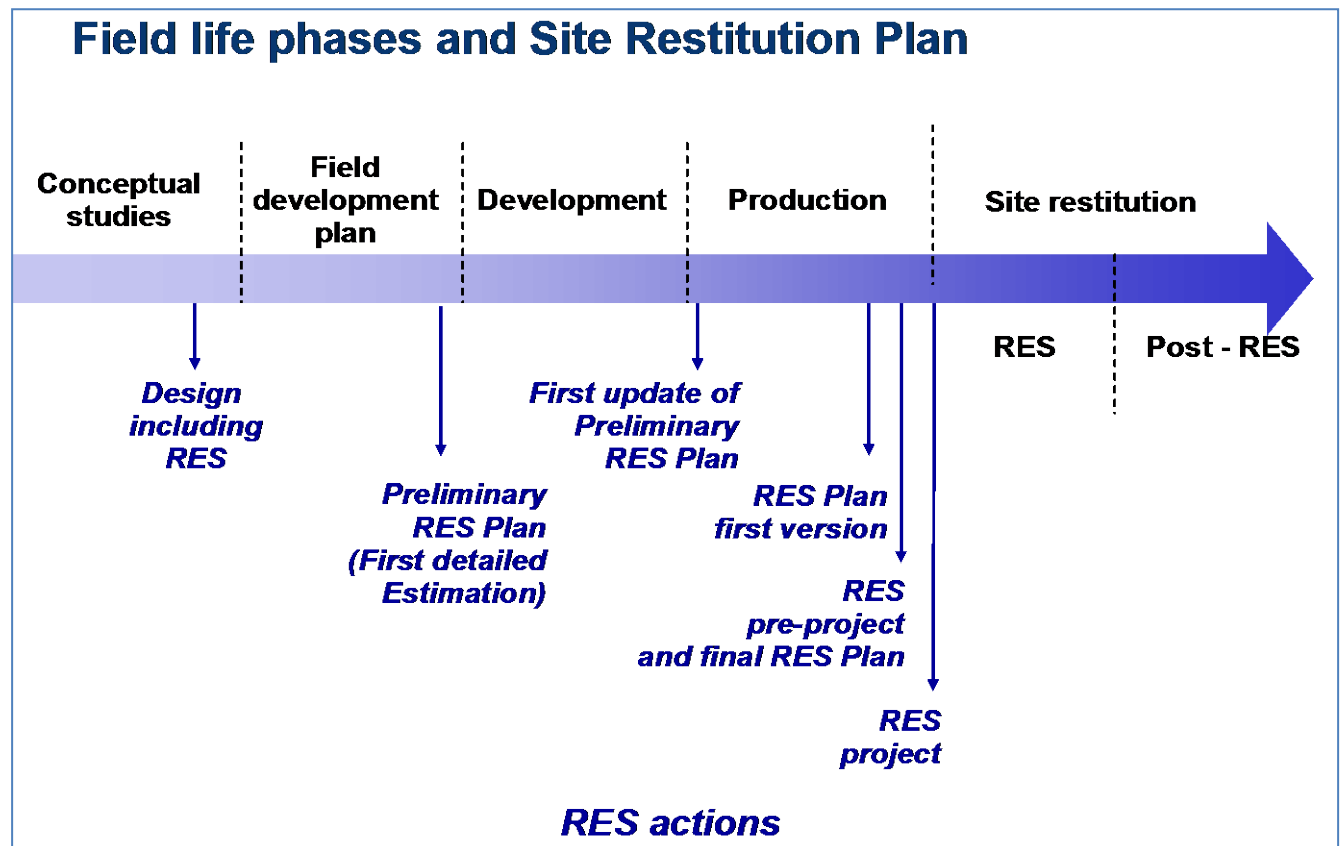 Field life phases and Site Restitution Plan
Conceptual
studies
Field
development
plan
Development
Production
Site restitution
RES
Post - RES
Design
including
RES
Preliminary
RES Plan
(First detailed
Estimation)
First update of
Preliminary
RES Plan
RES Plan
first version
RES
pre-project
and final RES Plan
RES
project
RES actions